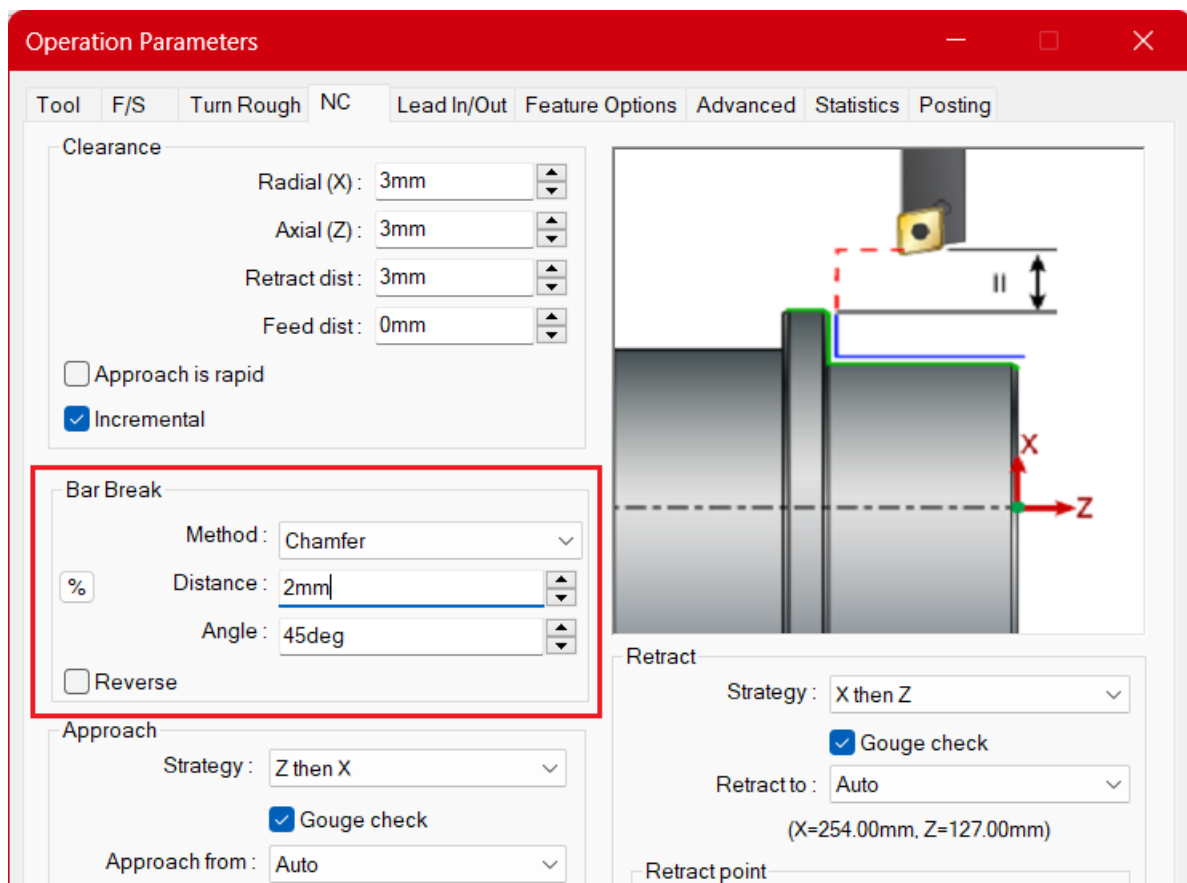 Operation Parameters
Tool F/S Turn Rough NC Lead In/Out Feature Options Advanced Statistics Posting
Clearance
Radial (X) : 3mm
Axial (Z) : 3mm
Retract dist : 3mm
Feed dist : 0mm
Approach is rapid
Incremental
Bar Break
Method : Chamfer
% Distance : 2mm
Angle : 45deg
Reverse
Approach
Strategy : Z then X
Gouge check
Approach from : Auto
II
X
Z
Retract
Strategy : X then Z
Gouge check
Retract to : Auto
(X=254.00mm, Z=127.00mm)
Retract point